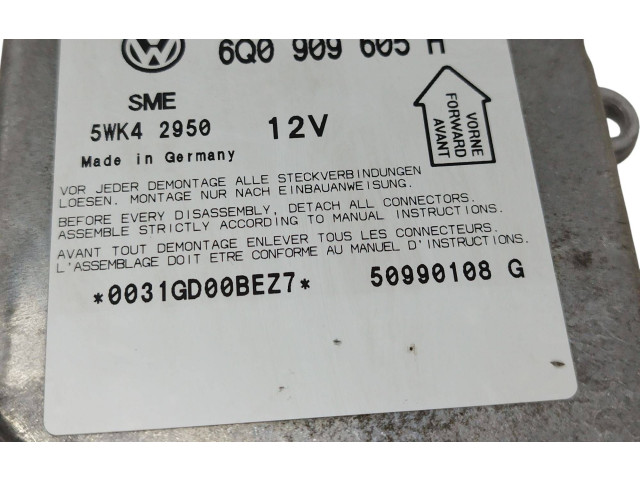 6Q0 909 605 H
SME
5WK4 2950
12V
Made in Germany
VORNE
FORWARD
AVANT
VOR JEDER DEMONTAGE ALLE STECKVERBINDUNGEN
LOESEN. MONTAGE NUR NACH EINBAUANWEISUNG.
BEFORE EVERY DISASSEMBLY, DETACH ALL CONNECTORS.
ASSEMBLE STRICTLY ACCORDING TO MANUAL INSTRUCTIONS.
AVANT TOUT DEMONTAGE ENLEVER TOUS LES CONNECTEURS.
L'ASSEMBLAGE DOIT ETRE CONFORME AU MANUEL D'INSTRUCTIONS.
*0031GD00BEZ7*
50990108 G